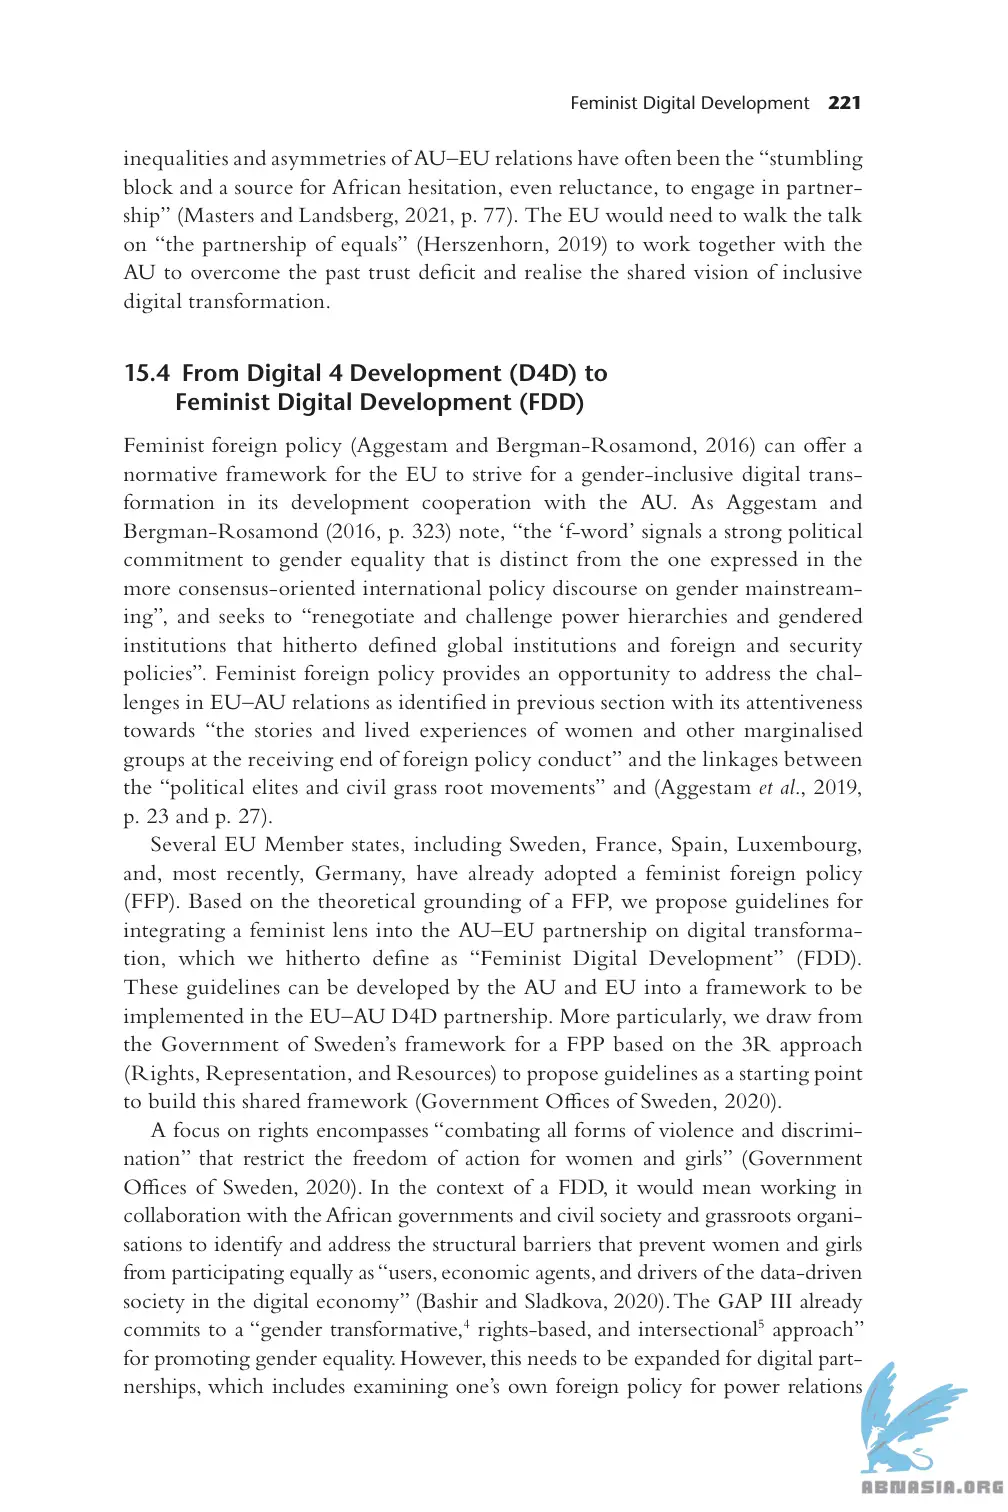 Feminist Digital Development 221
inequalities and asymmetries of AU–EU relations have often been the “stumbling
block and a source for African hesitation, even reluctance, to engage in partner-
ship” (Masters and Landsberg, 2021, p. 77). The EU would need to walk the talk
on “the partnership of equals” (Herszenhorn, 2019) to work together with the
AU to overcome the past trust deficit and realise the shared vision of inclusive
digital transformation.
15.4 From Digital 4 Development (D4D) to
Feminist Digital Development (FDD)
Feminist foreign policy (Aggestam and Bergman-Rosamond, 2016) can offer a
normative framework for the EU to strive for a gender-inclusive digital trans-
formation in its development cooperation with the AU. As Aggestam and
Bergman-Rosamond (2016, p. 323) note, “the ‘f-word’ signals a strong political
commitment to gender equality that is distinct from the one expressed in the
more consensus-oriented international policy discourse on gender mainstream-
ing”, and seeks to “renegotiate and challenge power hierarchies and gendered
institutions that hitherto defined global institutions and foreign and security
policies”. Feminist foreign policy provides an opportunity to address the chal-
lenges in EU–AU relations as identified in previous section with its attentiveness
towards “the stories and lived experiences of women and other marginalised
groups at the receiving end of foreign policy conduct” and the linkages between
the “political elites and civil grass root movements” and (Aggestam et al., 2019,
p. 23 and p. 27).
Several EU Member states, including Sweden, France, Spain, Luxembourg,
and, most recently, Germany, have already adopted a feminist foreign policy
(FFP). Based on the theoretical grounding of a FFP, we propose guidelines for
integrating a feminist lens into the AU–EU partnership on digital transforma-
tion, which we hitherto define as “Feminist Digital Development” (FDD).
These guidelines can be developed by the AU and EU into a framework to be
implemented in the EU–AU D4D partnership. More particularly, we draw from
the Government of Sweden’s framework for a FPP based on the 3R approach
(Rights, Representation, and Resources) to propose guidelines as a starting point
to build this shared framework (Government Offices of Sweden, 2020).
A focus on rights encompasses “combating all forms of violence and discrimi-
nation” that restrict the freedom of action for women and girls” (Government
Offices of Sweden, 2020). In the context of a FDD, it would mean working in
collaboration with the African governments and civil society and grassroots organi-
sations to identify and address the structural barriers that prevent women and girls
from participating equally as “users, economic agents, and drivers of the data-driven
society in the digital economy” (Bashir and Sladkova, 2020). The GAP III already
commits to a “gender transformative,4 rights-based, and intersectional5 approach”
for promoting gender equality. However, this needs to be expanded for digital part-
nerships, which includes examining one’s own foreign policy for power relations
ABNASIA.ORG